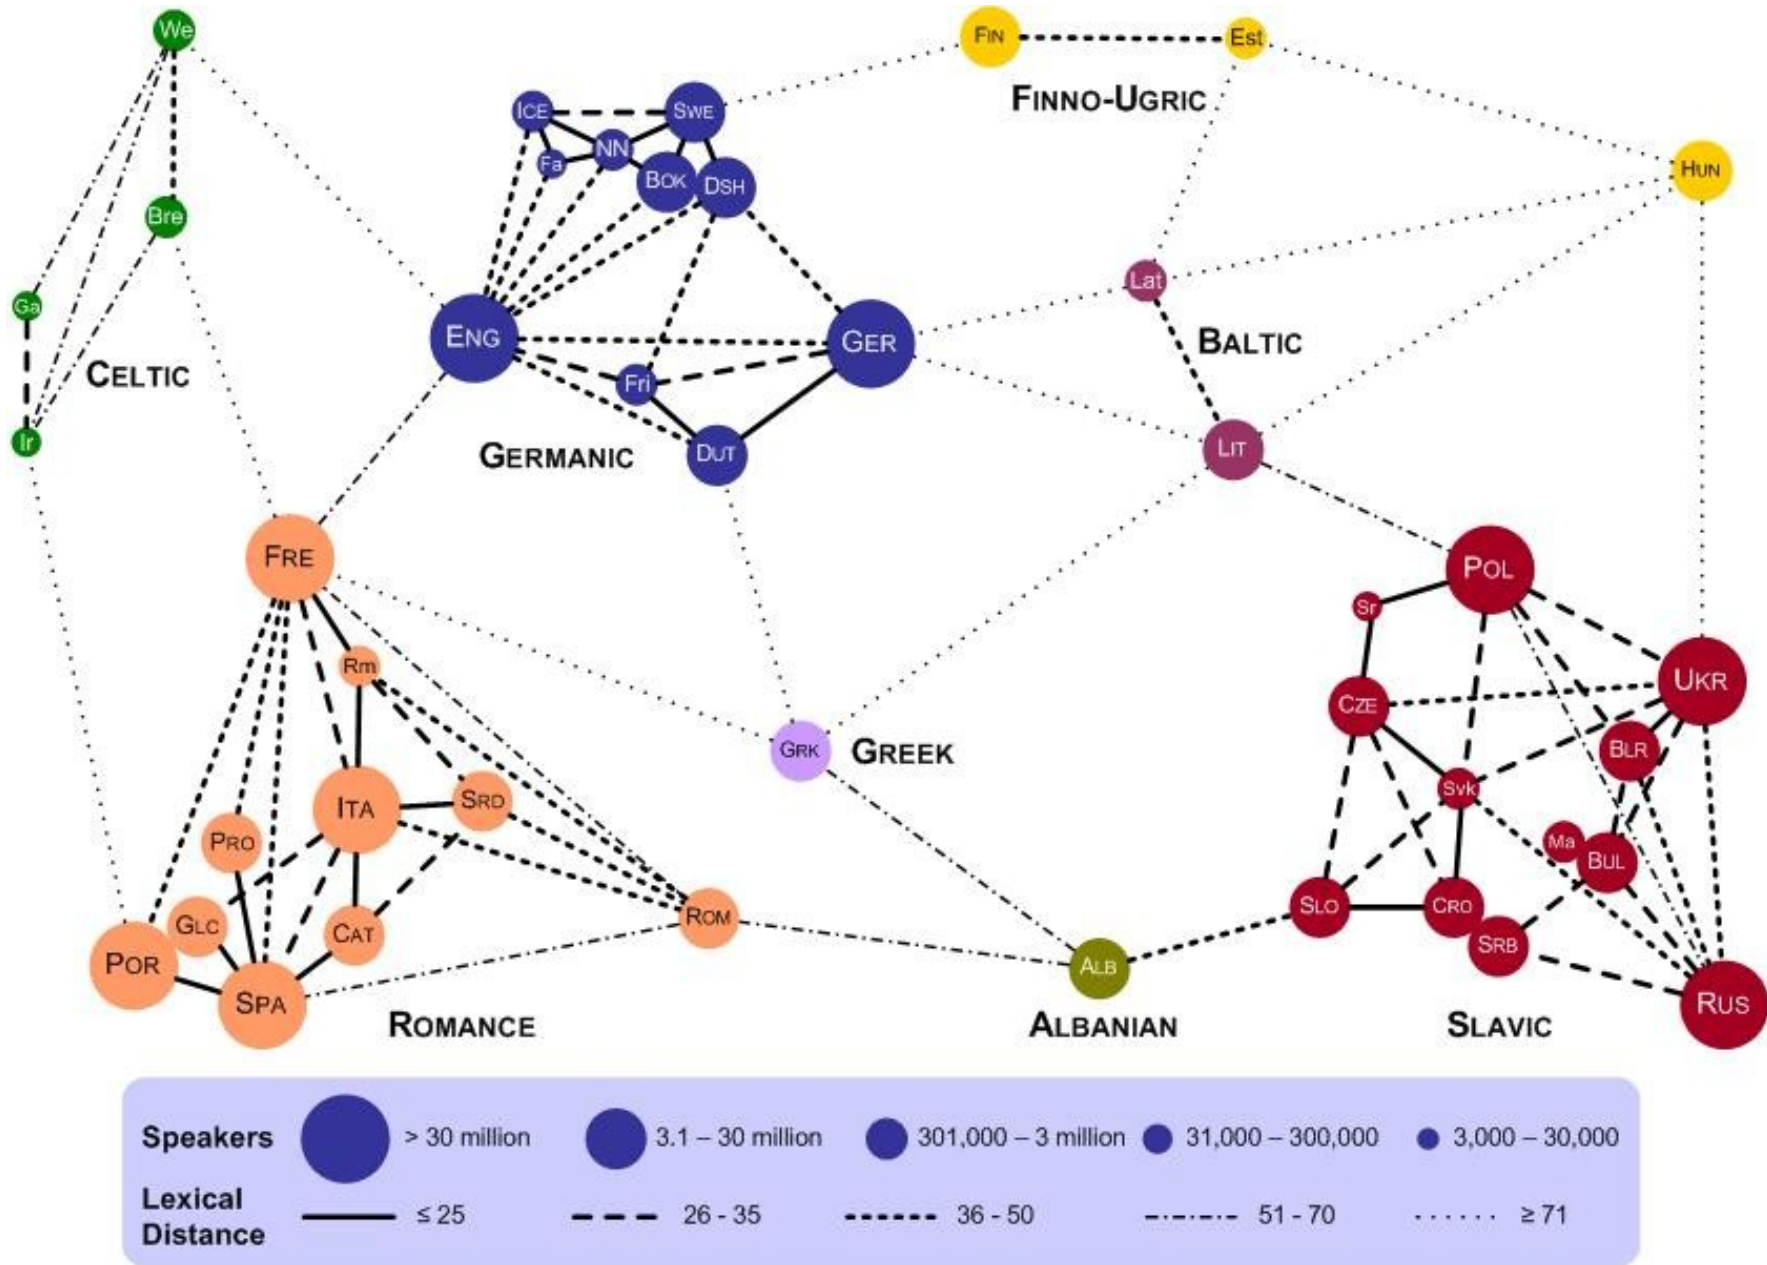 We
FIN
Est
FINNO-UGRIC
ICE
SWE
NN
Fa
BOK
DSH
HUN
Bre
Lat
Ga
ENG
GER
BALTIC
CELTIC
Fri
Ir
GERMANIC
DUT
LIT
FRE
POL
Sr
Rm
UKR
CZE
GRK
GREEK
BLR
ITA
SRD
Svk
PRO
Ma
BUL
GLC
CAT
ROM
SLO
CRO
SRB
POR
SPA
ALB
RUS
ROMANCE
ALBANIAN
SLAVIC
Speakers > 30 million 3.1 – 30 million 301,000 – 3 million 31,000 – 300,000 3,000 – 30,000
Lexical
Distance ≤ 25 26 - 35 36 - 50 51 - 70 ≥ 71